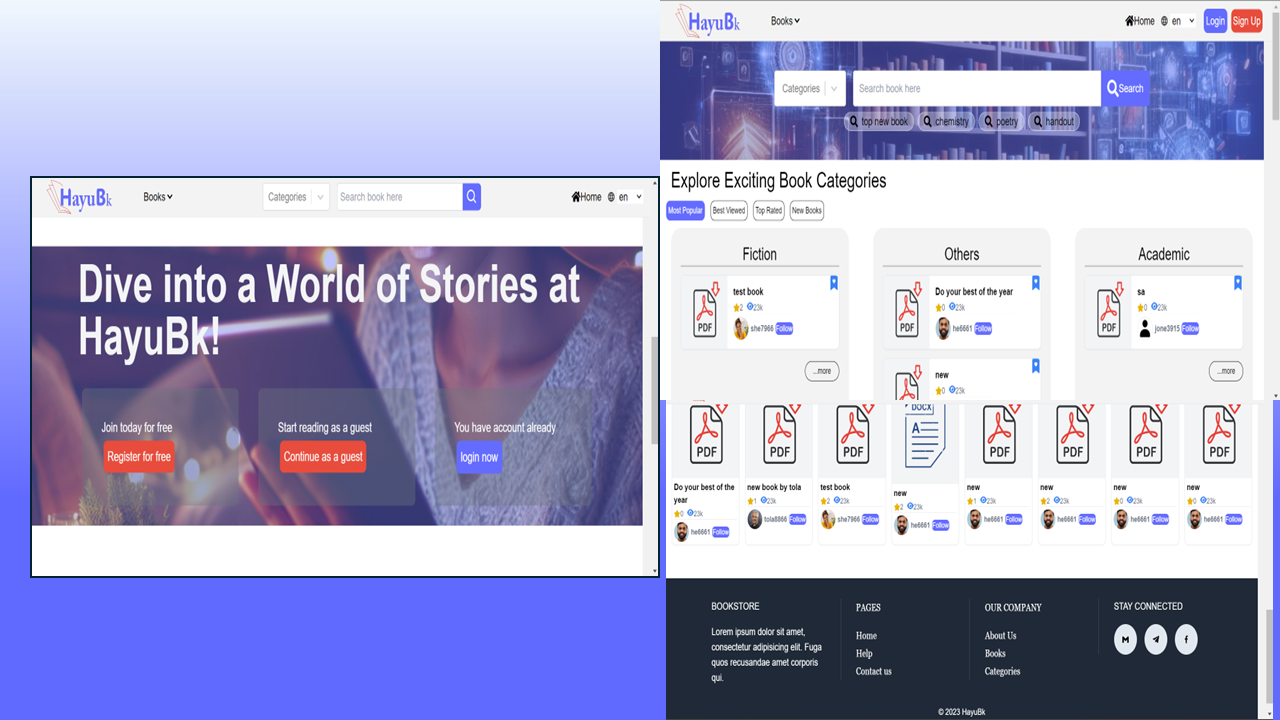 HayuBk
Books
Categories
Search book here
Home
en
Dive into a World of Stories at
HayuBk!
Join today for free
Register for free
Start reading as a guest
Continue as a guest
You have account already
login now
HayuBk
Books
Home
en
Login
Sign Up
Categories
Search book here
Search
top new book
chemistry
poetry
handout
Explore Exciting Book Categories
Most Popular
Best Viewed
Top Rated
New Books
Fiction
PDF
test book
2
23k
she7966
Follow
...more
Others
PDF
Do your best of the year
0
23k
he6661
Follow
new
0
23k
Academic
PDF
sa
0
23k
jone3915
Follow
...more
PDF
Do your best of the
year
0
23k
he6661
Follow
PDF
new book by tola
1
23k
tola8866
Follow
PDF
test book
2
23k
she7966
Follow
DOCX
A
new
2
23k
he6661
Follow
PDF
new
1
23k
he6661
Follow
PDF
new
2
23k
he6661
Follow
PDF
new
0
23k
he6661
Follow
PDF
new
0
23k
he6661
Follow
BOOKSTORE
Lorem ipsum dolor sit amet,
consectetur adipisicing elit. Fuga
quos recusandae amet corporis
qui.
PAGES
Home
Help
Contact us
OUR COMPANY
About Us
Books
Categories
STAY CONNECTED
© 2023 HayuBk